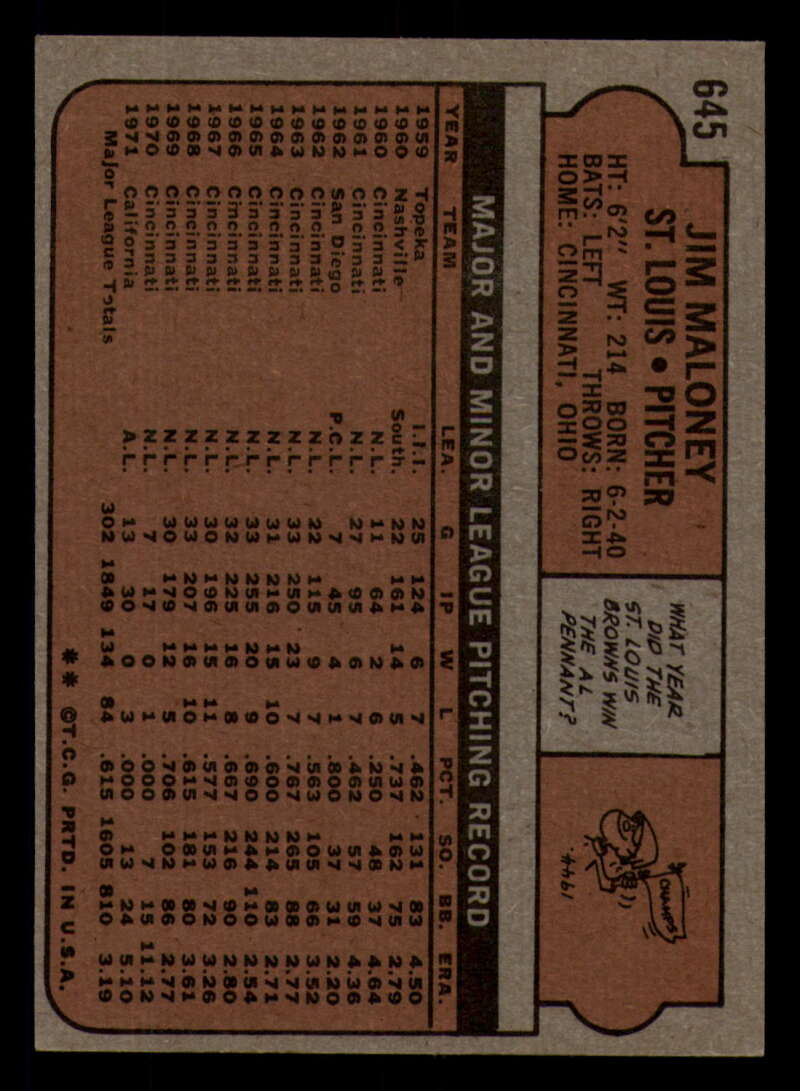 645
JIM MALONEY
ST. LOUIS • PITCHER
HT: 6'2" WT: 214 BORN: 6-2-40
BATS: LEFT THROWS: RIGHT
HOME: CINCINNATI, OHIO
WHAT YEAR
DID THE
ST. LOUIS
BROWNS WIN
THE AL
PENNANT?
CHAMPS
1944.
MAJOR AND MINOR LEAGUE PITCHING RECORD
YEAR TEAM LEA. G IP W L PCT. SO. BB. ERA.
1959 Topeka I.I.I. 25 124 6 7 .462 131 83 4.50
1960 Nashville South. 22 161 14 5 .737 162 75 2.79
1960 Cincinnati N.L. 11 64 2 6 .250 48 37 4.64
1961 Cincinnati N.L. 27 95 6 7 .462 57 59 4.36
1962 San Diego P.C.L. 7 45 4 1 .800 37 31 2.20
1962 Cincinnati N.L. 22 115 9 7 .563 105 66 3.52
1963 Cincinnati N.L. 33 250 23 7 .767 265 88 2.77
1964 Cincinnati N.L. 31 216 15 10 .600 214 83 2.71
1965 Cincinnati N.L. 33 255 20 9 .690 244 110 2.54
1966 Cincinnati N.L. 32 225 16 8 .667 216 90 2.80
1967 Cincinnati N.L. 30 196 15 11 .577 153 72 3.26
1968 Cincinnati N.L. 33 207 16 10 .615 181 80 3.61
1969 Cincinnati N.L. 30 179 12 5 .706 102 86 2.77
1970 Cincinnati N.L. 7 17 0 1 .000 7 15 11.12
1971 California A.L. 13 30 0 3 .000 13 24 5.10
Major League Totals 302 1849 134 84 .615 1605 810 3.19
** ©T.C.G. PRTD. IN U.S.A.